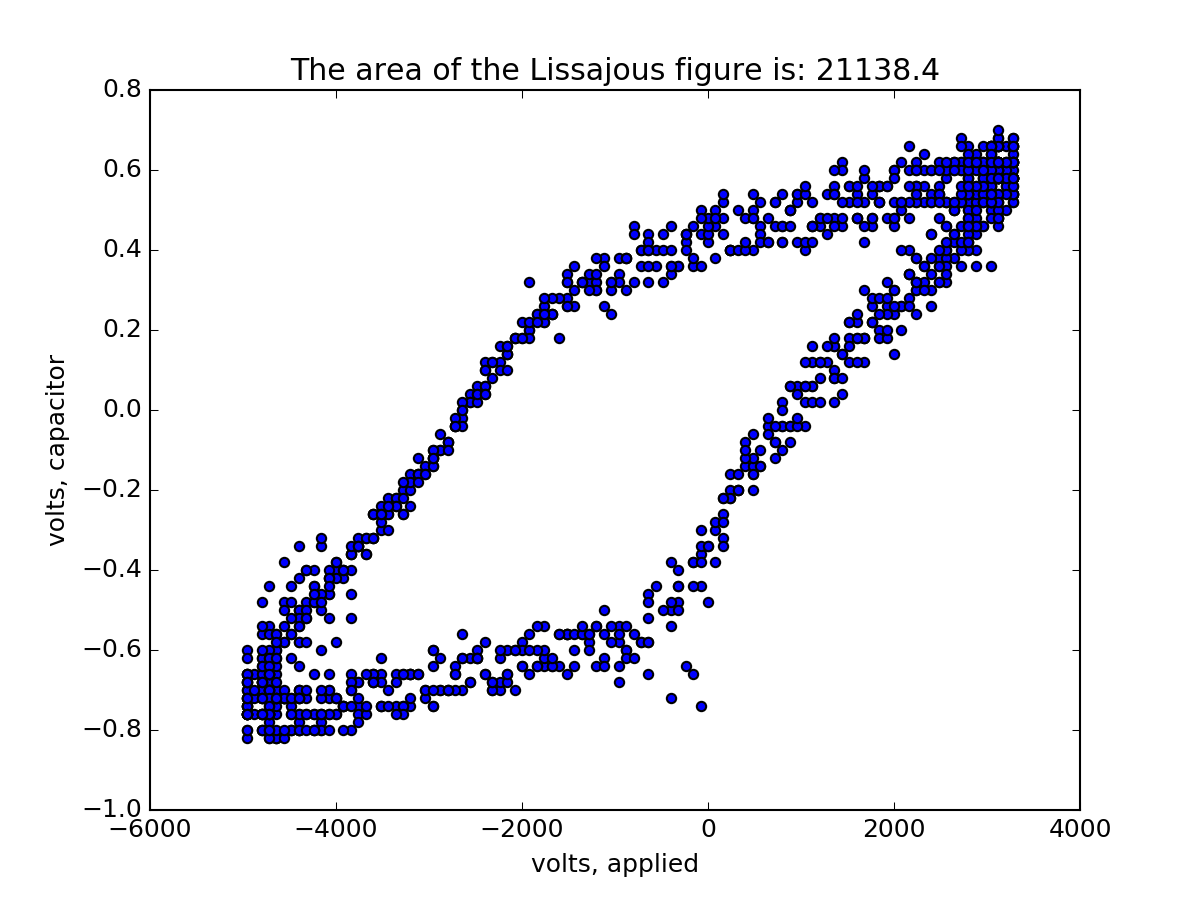 The area of the Lissajous figure is: 21138.4
0.8
0.6
0.4
0.2
0.0
−0.2
−0.4
−0.6
−0.8
−1.0
volts, capacitor
−6000 −4000 −2000 0 2000 4000
volts, applied